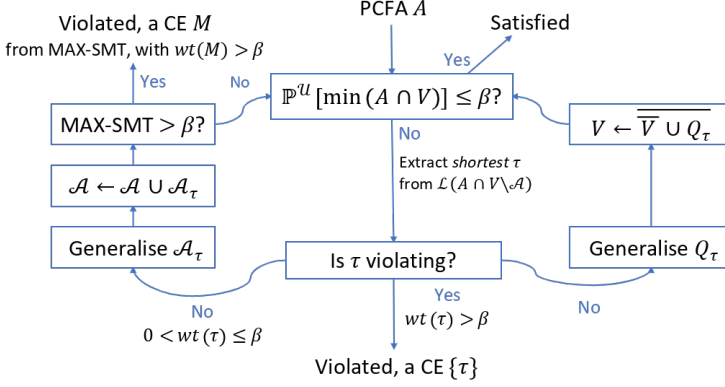 PCFA A
Violated, a CE M
from MAX-SMT, with wt(M) > β
Satisfied
Yes
No
Yes
MAX-SMT > β?
ℙ^𝒰 [min (A ∩ V)] ≤ β?
V ← \overline{\overline{V} ∪ Q_τ}
No
Extract shortest τ
from ℒ(A ∩ V\𝒜)
𝒜 ← 𝒜 ∪ 𝒜_τ
Generalise 𝒜_τ
Is τ violating?
Generalise Q_τ
No
0 < wt(τ) ≤ β
Yes
wt(τ) > β
No
Violated, a CE {τ}